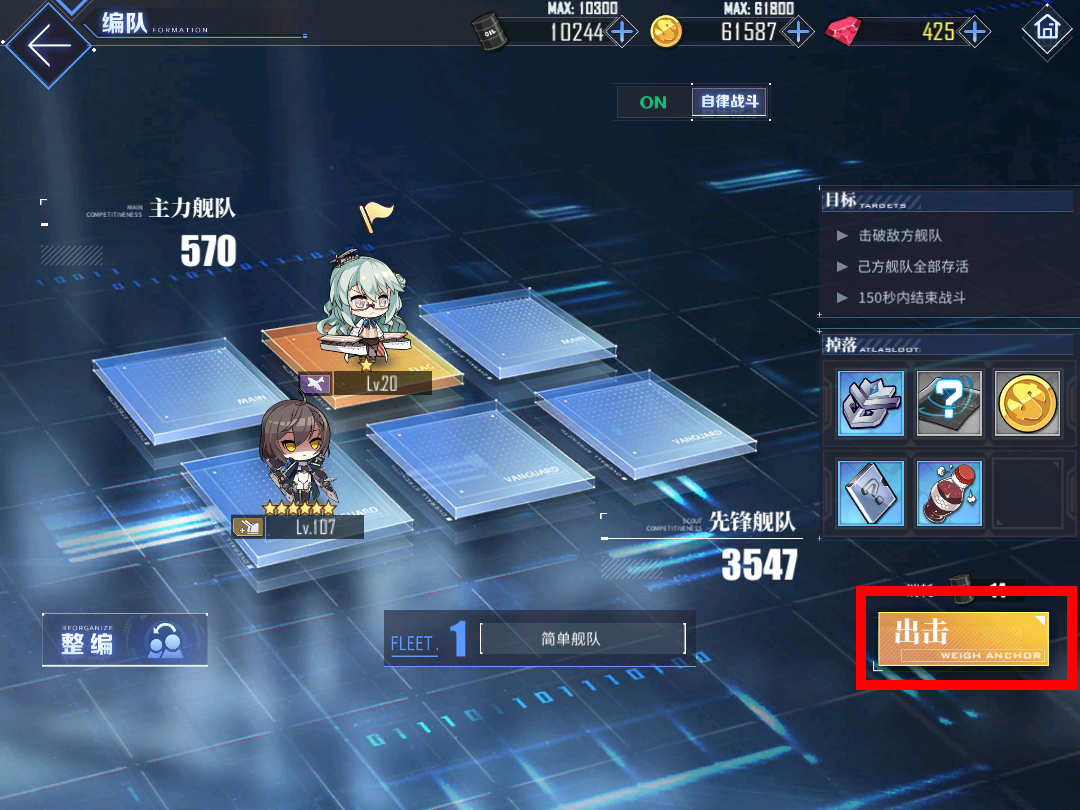 编队 FORMATION
MAX: 10300
10244
MAX: 61800
61587
425
ON 自律战斗
MAIN
COMPETITIVENESS
主力舰队
570
目标 TARGETS
击破敌方舰队
己方舰队全部存活
150秒内结束战斗
掉落 ATLASLOOT
MAIN
MAIN
Lv.20
VANGUARD
VANGUARD
Lv.107
SCOUT
COMPETITIVENESS
先锋舰队
3547
REORGANIZE
整编
FLEET. 1 简单舰队
出击
WEIGH ANCHOR